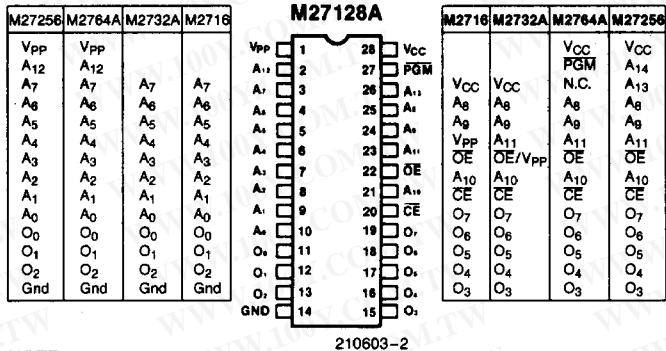 M27128A
M27256 M2764A M2732A M2716
VPP VPP
A12 A12
A7 A7 A7 A7
A6 A6 A6 A6
A5 A5 A5 A5
A4 A4 A4 A4
A3 A3 A3 A3
A2 A2 A2 A2
A1 A1 A1 A1
A0 A0 A0 A0
O0 O0 O0 O0
O1 O1 O1 O1
O2 O2 O2 O2
Gnd Gnd Gnd Gnd
VPP 1 28 VCC
A12 2 27 PGM
A7 3 26 A13
A6 4 25 A8
A5 5 24 A9
A4 6 23 A11
A3 7 22 OE
A2 8 21 A10
A1 9 20 CE
A0 10 19 O7
O0 11 18 O6
O1 12 17 O5
O2 13 16 O4
GND 14 15 O3
M2716 M2732A M2764A M27256
VCC VCC
PGM A14
VCC VCC N.C. A13
A8 A8 A8 A8
A9 A9 A9 A9
VPP A11 A11 A11
OE OE/VPP OE OE
A10 A10 A10 A10
CE CE CE CE
O7 O7 O7 O7
O6 O6 O6 O6
O5 O5 O5 O5
O4 O4 O4 O4
O3 O3 O3 O3
210603-2